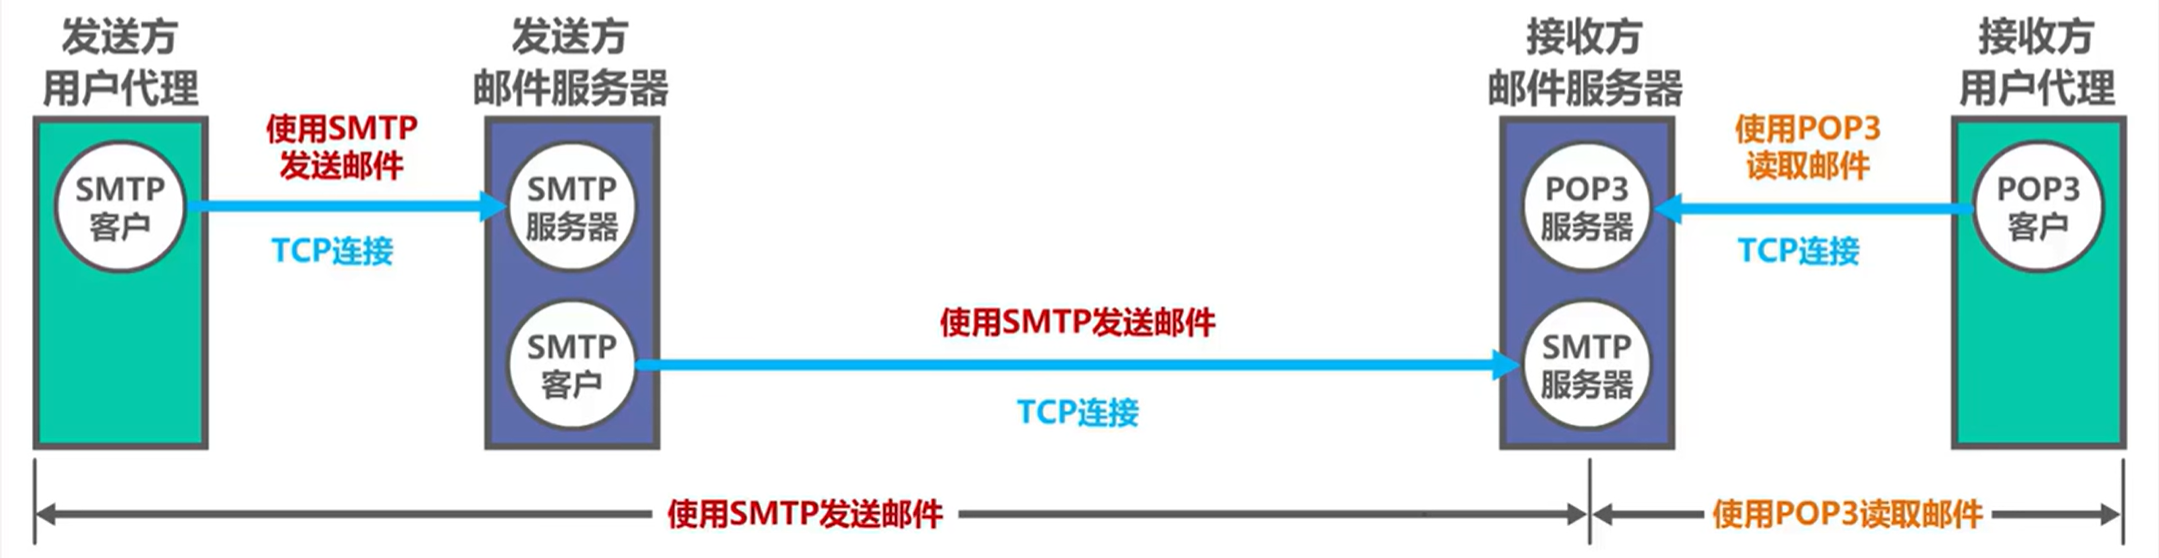 发送方
用户代理
发送方
邮件服务器
接收方
邮件服务器
接收方
用户代理
使用SMTP
发送邮件
使用POP3
读取邮件
SMTP
客户
SMTP
服务器
POP3
服务器
POP3
客户
TCP连接
TCP连接
使用SMTP发送邮件
SMTP
客户
SMTP
服务器
TCP连接
使用SMTP发送邮件
使用POP3读取邮件